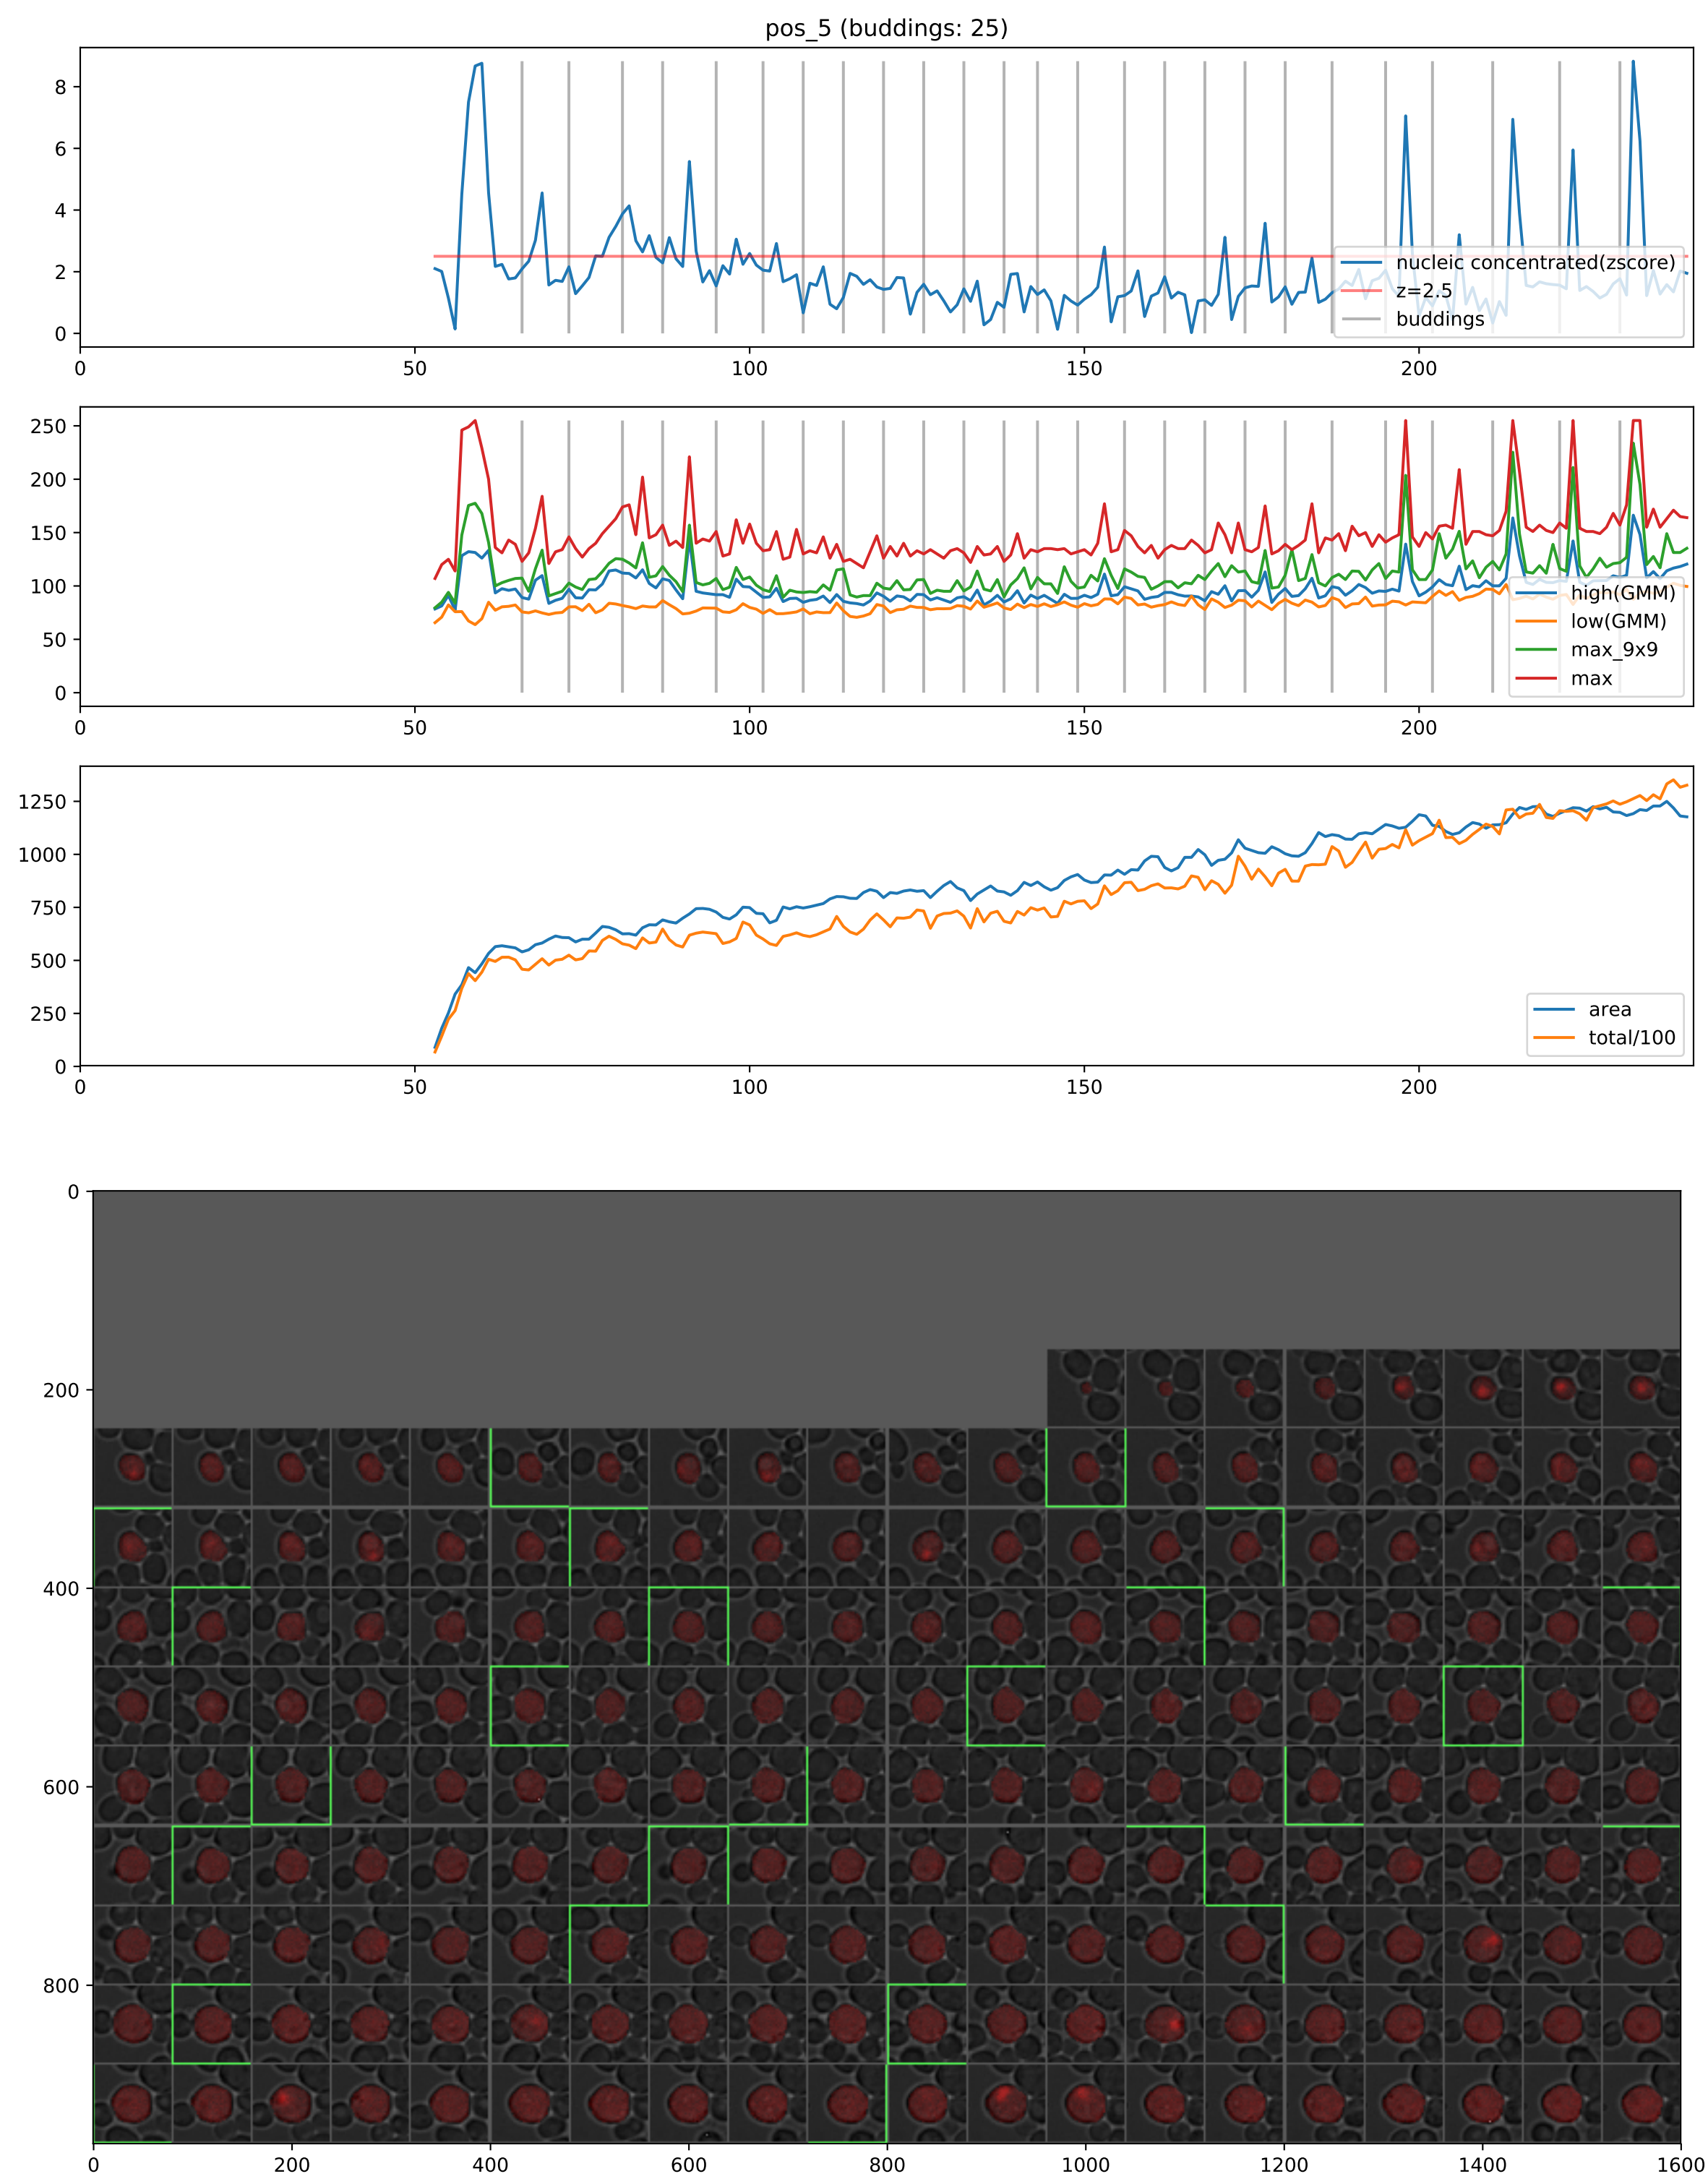 pos_5 (buddings: 25)
8
6
4
2
0
nucleic concentrated(zscore)
z=2.5
buddings
0 50 100 150 200
250
200
150
100
50
0
high(GMM)
low(GMM)
max_9x9
max
0 50 100 150 200
1250
1000
750
500
250
0
area
total/100
0 50 100 150 200
0
200
400
600
800
0 200 400 600 800 1000 1200 1400 1600